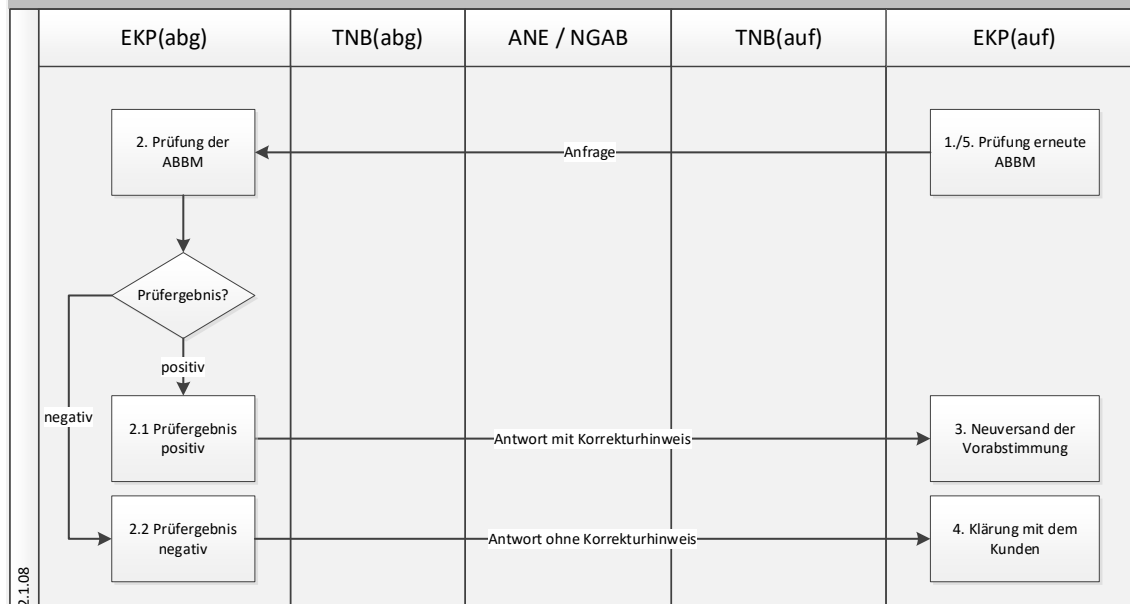 EKP(abg)
TNB(abg)
ANE / NGAB
TNB(auf)
EKP(auf)
2. Prüfung der
ABBM
Anfrage
1./5. Prüfung erneute
ABBM
Prüfergebnis?
positiv
negativ
2.1 Prüfergebnis
positiv
Antwort mit Korrekturhinweis
3. Neuversand der
Vorabstimmung
2.2 Prüfergebnis
negativ
Antwort ohne Korrekturhinweis
4. Klärung mit dem
Kunden
2.1.08